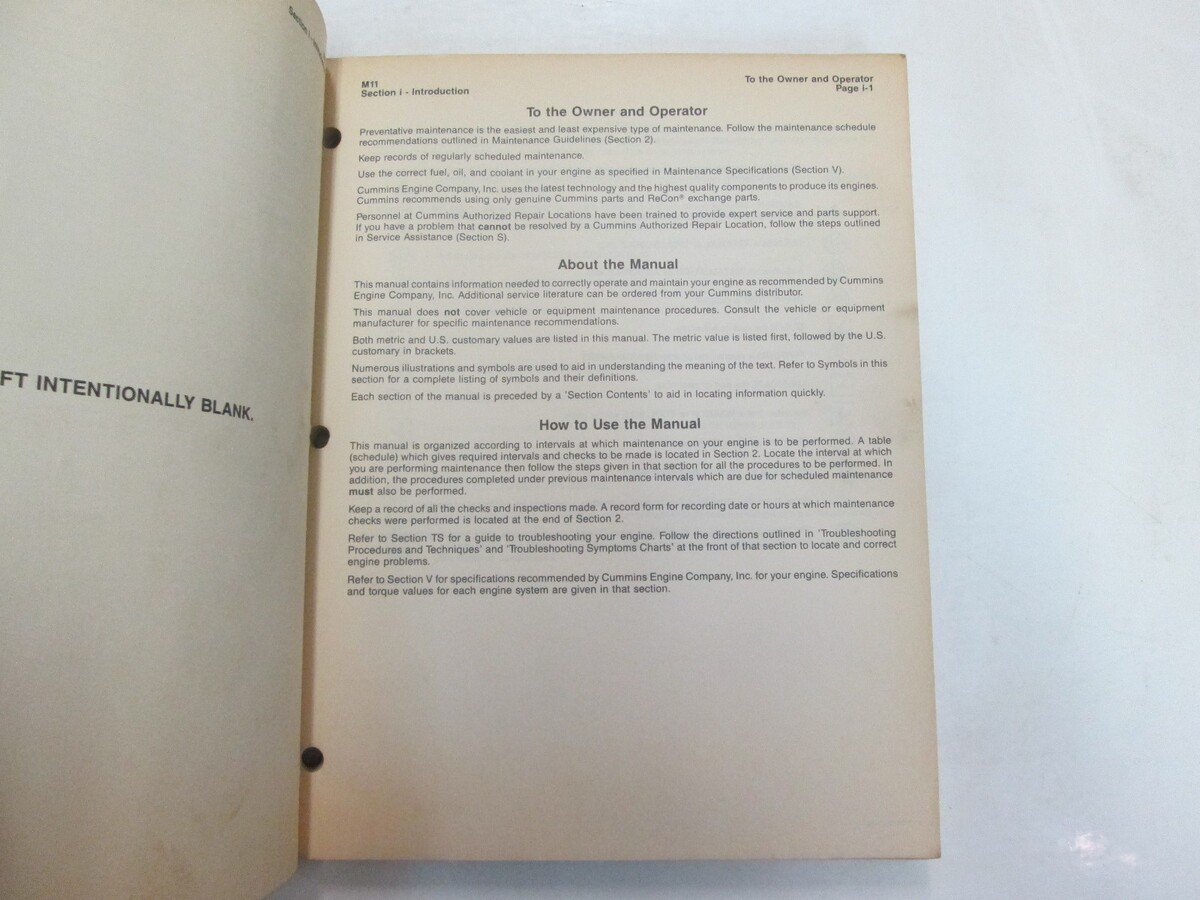 Section i -
FT INTENTIONALLY BLANK.
M11
Section i - Introduction
To the Owner and Operator
Page i-1
To the Owner and Operator
Preventative maintenance is the easiest and least expensive type of maintenance. Follow the maintenance schedule
recommendations outlined in Maintenance Guidelines (Section 2).
Keep records of regularly scheduled maintenance.
Use the correct fuel, oil, and coolant in your engine as specified in Maintenance Specifications (Section V).
Cummins Engine Company, Inc. uses the latest technology and the highest quality components to produce its engines.
Cummins recommends using only genuine Cummins parts and ReCon® exchange parts.
Personnel at Cummins Authorized Repair Locations have been trained to provide expert service and parts support.
If you have a problem that cannot be resolved by a Cummins Authorized Repair Location, follow the steps outlined
in Service Assistance (Section S).
About the Manual
This manual contains information needed to correctly operate and maintain your engine as recommended by Cummins
Engine Company, Inc. Additional service literature can be ordered from your Cummins distributor.
This manual does not cover vehicle or equipment maintenance procedures. Consult the vehicle or equipment
manufacturer for specific maintenance recommendations.
Both metric and U.S. customary values are listed in this manual. The metric value is listed first, followed by the U.S.
customary in brackets.
Numerous illustrations and symbols are used to aid in understanding the meaning of the text. Refer to Symbols in this
section for a complete listing of symbols and their definitions.
Each section of the manual is preceded by a 'Section Contents' to aid in locating information quickly.
How to Use the Manual
This manual is organized according to intervals at which maintenance on your engine is to be performed. A table
(schedule) which gives required intervals and checks to be made is located in Section 2. Locate the interval at which
you are performing maintenance then follow the steps given in that section for all the procedures to be performed. In
addition, the procedures completed under previous maintenance intervals which are due for scheduled maintenance
must also be performed.
Keep a record of all the checks and inspections made. A record form for recording date or hours at which maintenance
checks were performed is located at the end of Section 2.
Refer to Section TS for a guide to troubleshooting your engine. Follow the directions outlined in 'Troubleshooting
Procedures and Techniques' and 'Troubleshooting Symptoms Charts' at the front of that section to locate and correct
engine problems.
Refer to Section V for specifications recommended by Cummins Engine Company, Inc. for your engine. Specifications
and torque values for each engine system are given in that section.